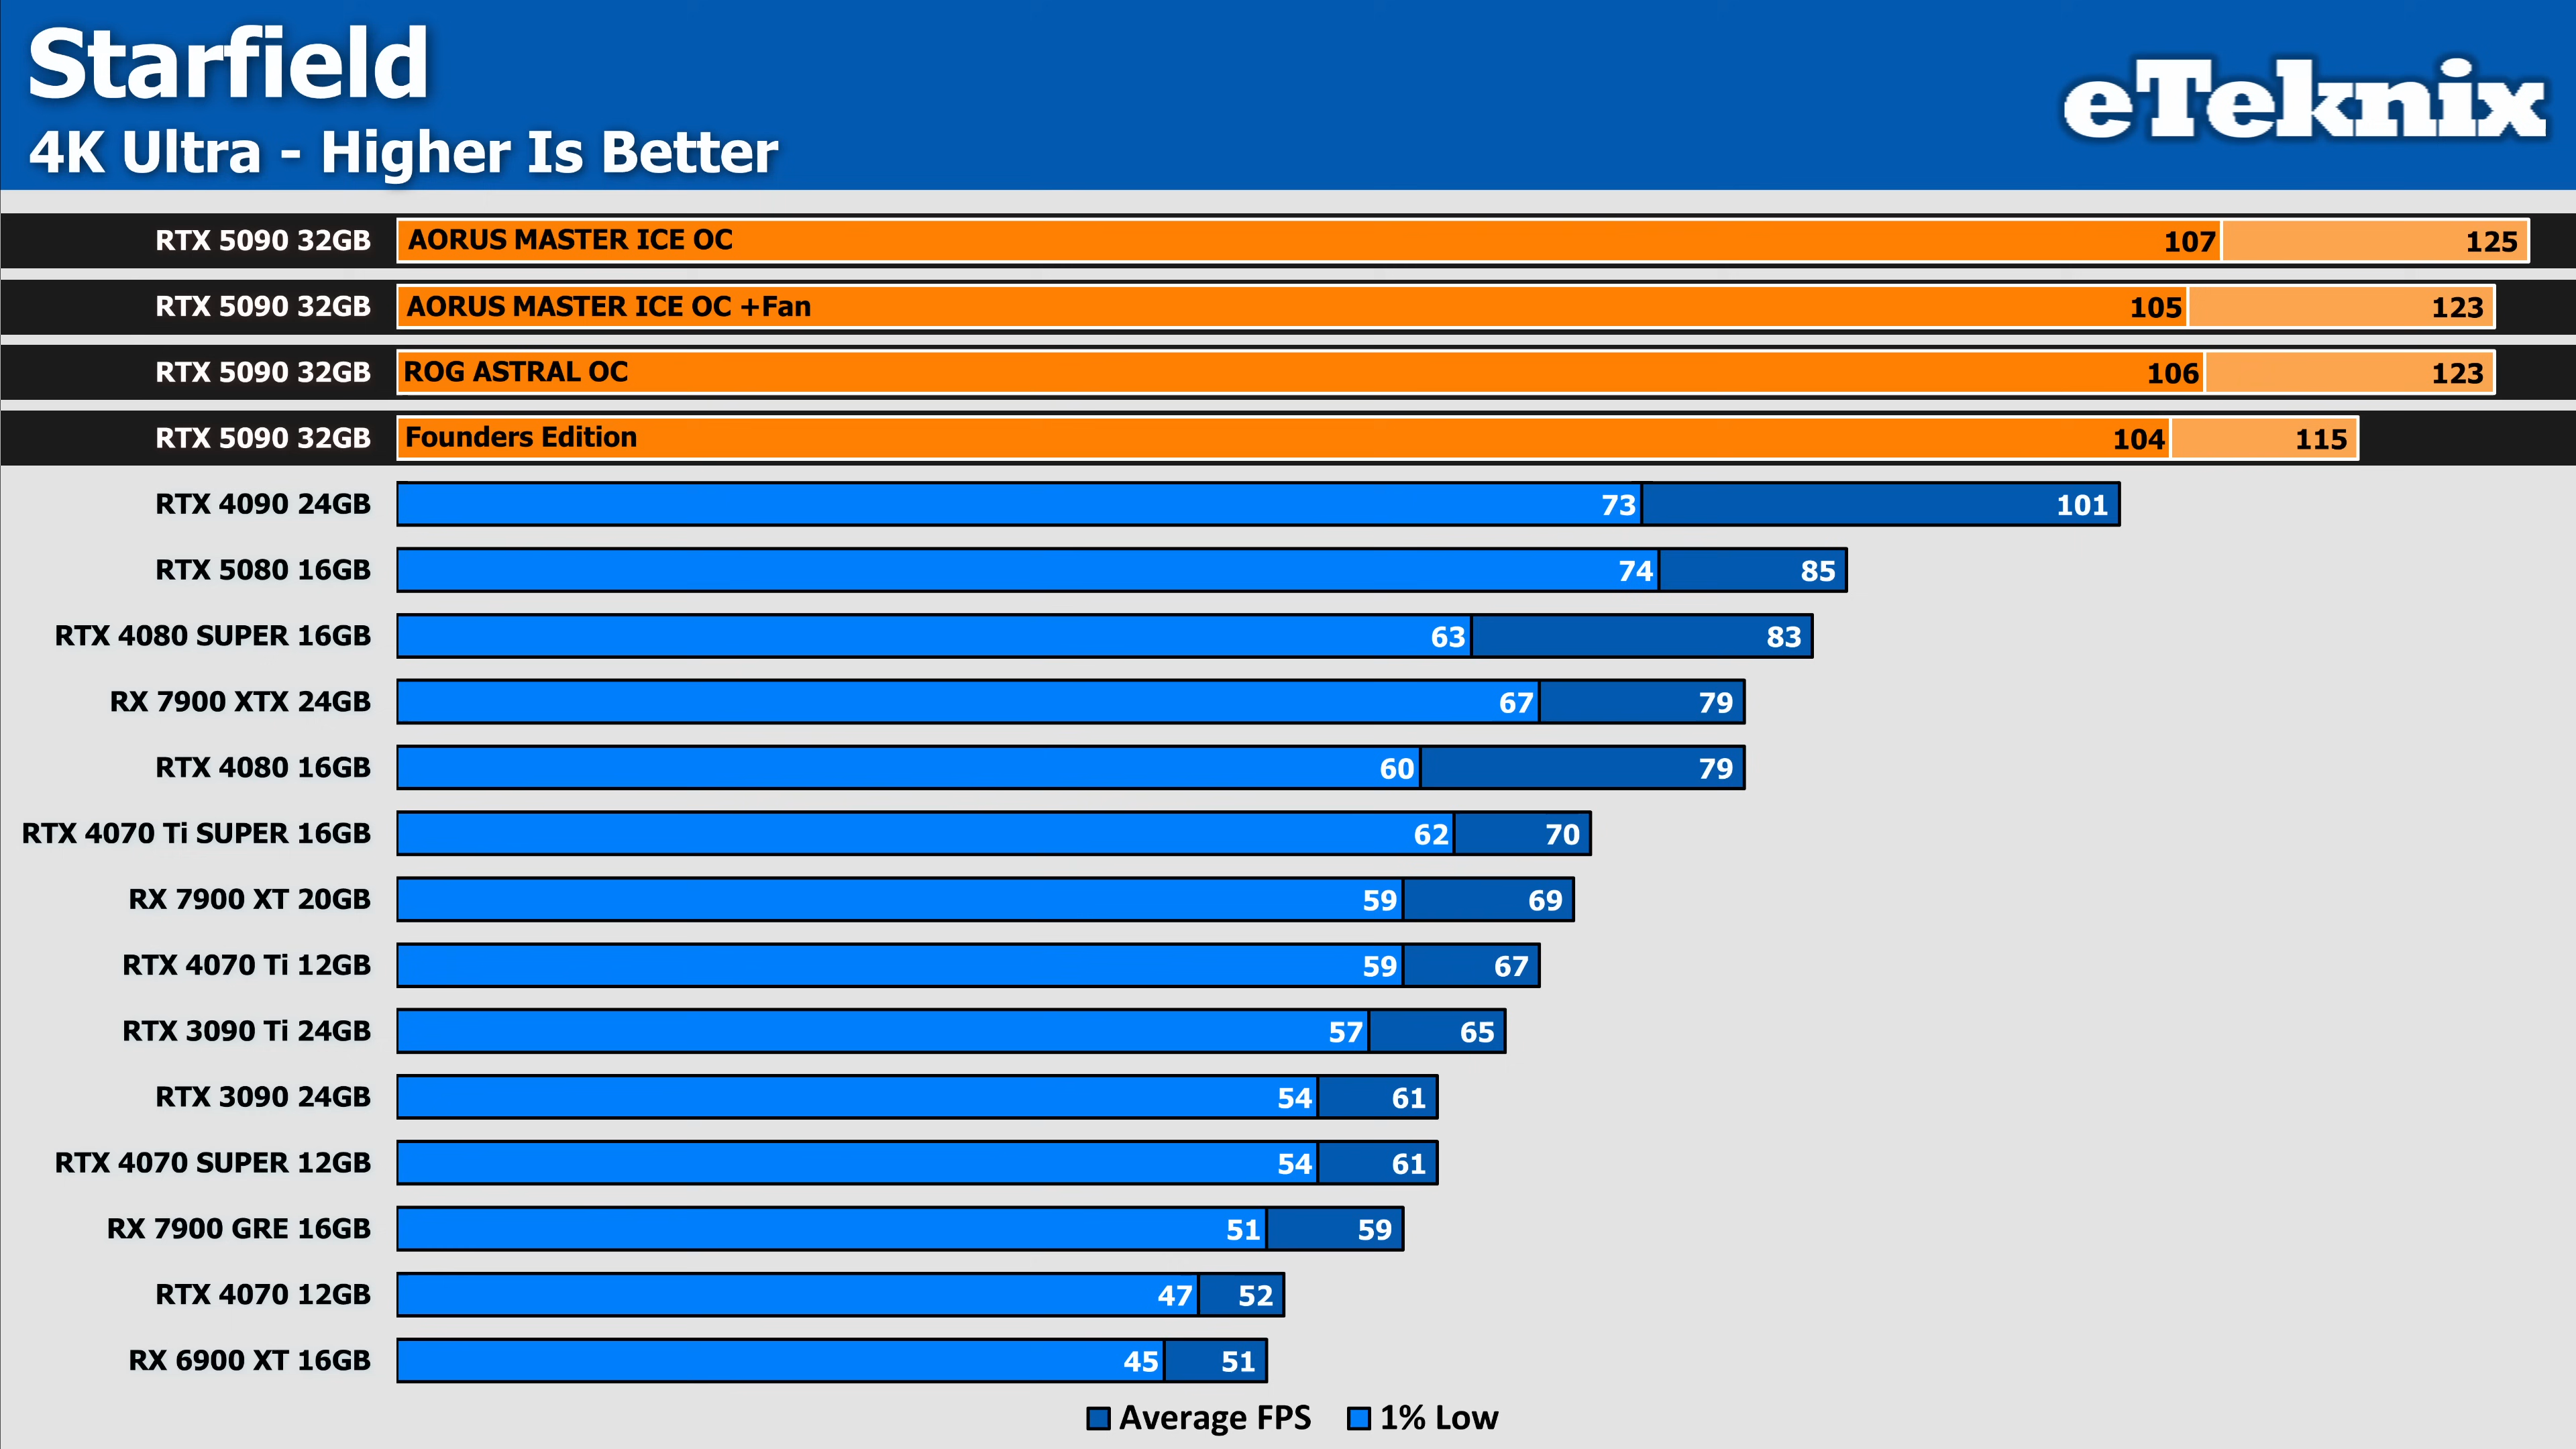 Starfield
4K Ultra - Higher Is Better
eTeknix
RTX 5090 32GB AORUS MASTER ICE OC 107 125
RTX 5090 32GB AORUS MASTER ICE OC +Fan 105 123
RTX 5090 32GB ROG ASTRAL OC 106 123
RTX 5090 32GB Founders Edition 104 115
RTX 4090 24GB 73 101
RTX 5080 16GB 74 85
RTX 4080 SUPER 16GB 63 83
RX 7900 XTX 24GB 67 79
RTX 4080 16GB 60 79
RTX 4070 Ti SUPER 16GB 62 70
RX 7900 XT 20GB 59 69
RTX 4070 Ti 12GB 59 67
RTX 3090 Ti 24GB 57 65
RTX 3090 24GB 54 61
RTX 4070 SUPER 12GB 54 61
RX 7900 GRE 16GB 51 59
RTX 4070 12GB 47 52
RX 6900 XT 16GB 45 51
Average FPS 1% Low